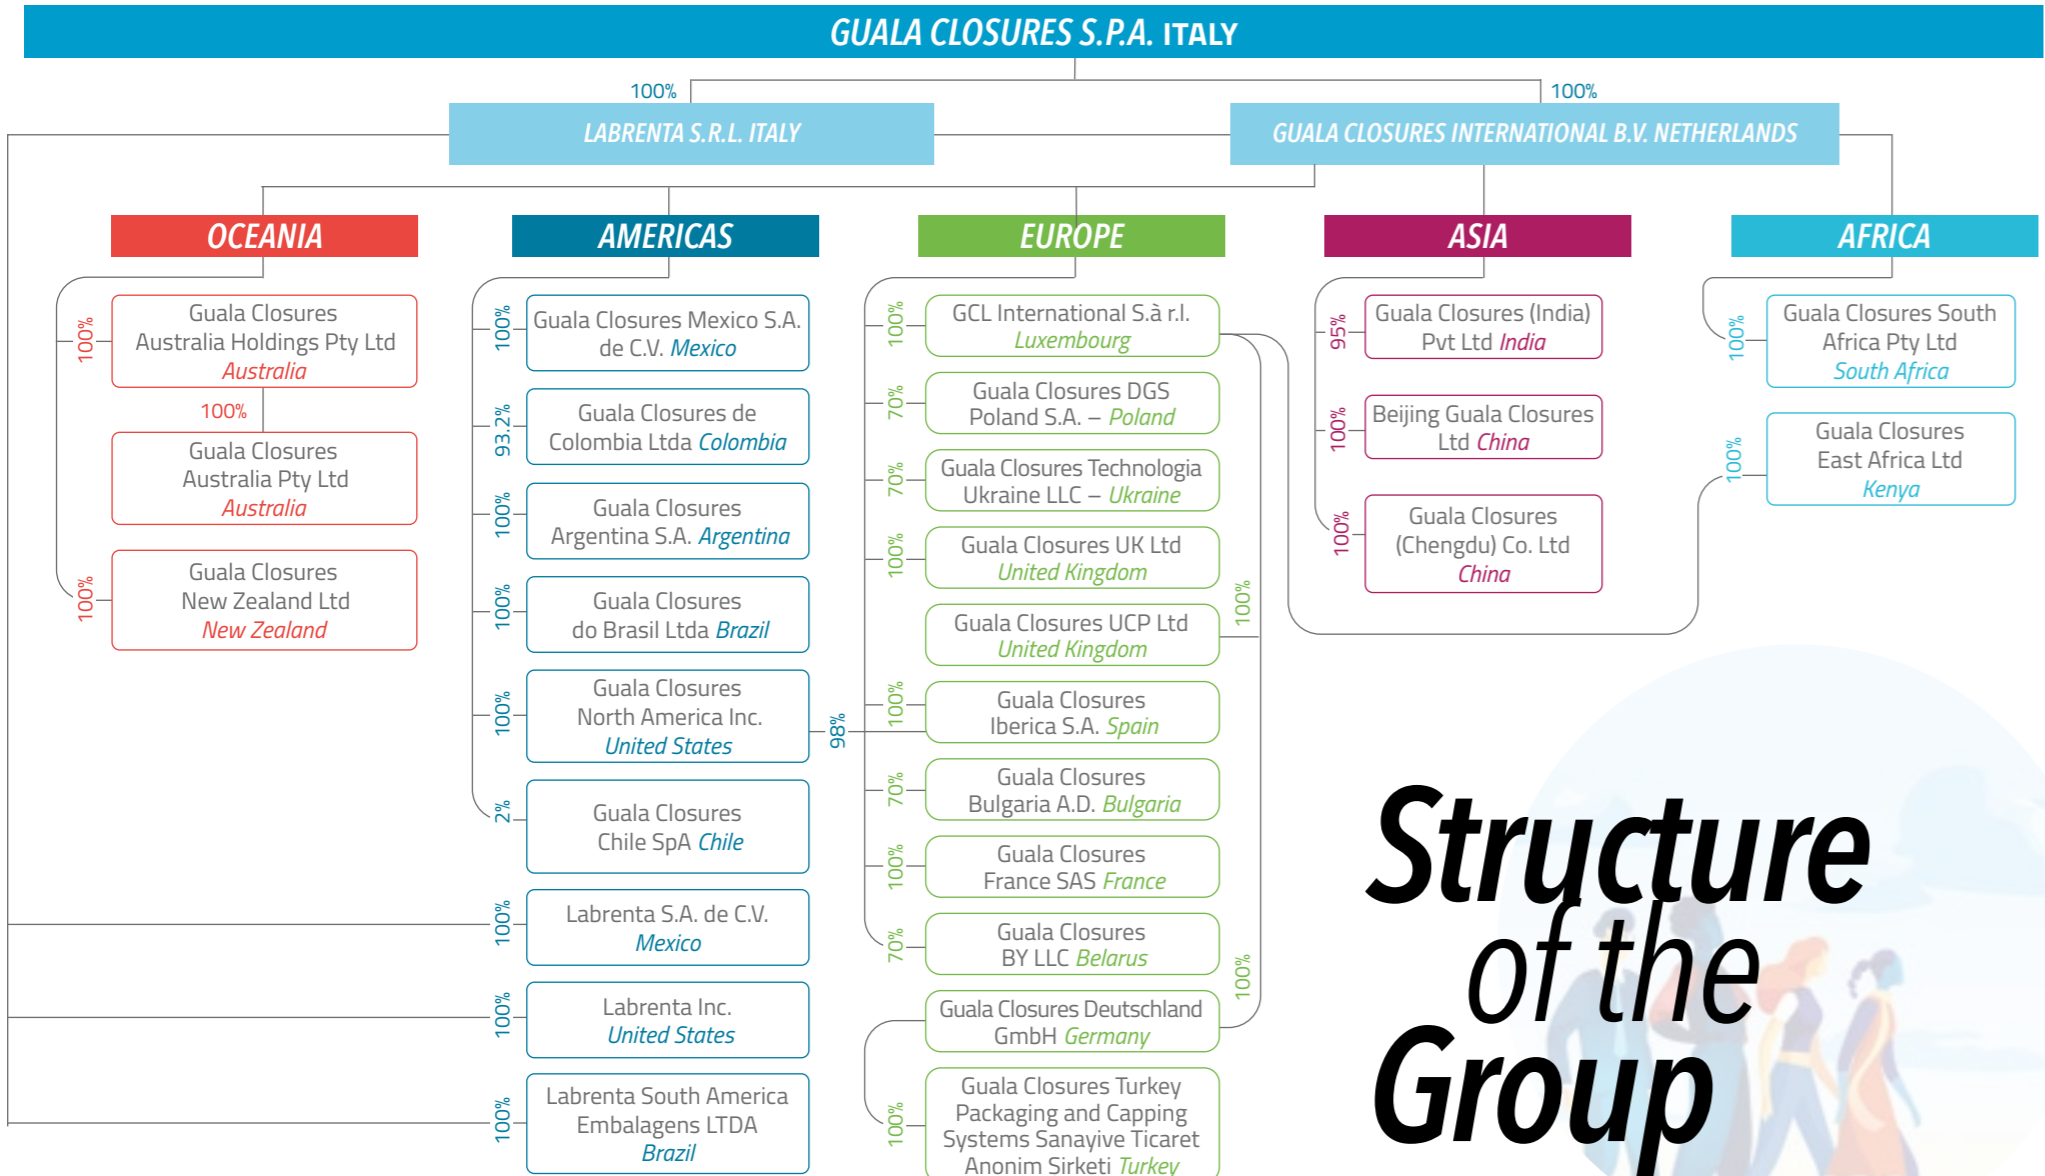 GUALA CLOSURES S.P.A. ITALY
100%
100%
LABRENTA S.R.L. ITALY
GUALA CLOSURES INTERNATIONAL B.V. NETHERLANDS
OCEANIA
100%
Guala Closures
Australia Holdings Pty Ltd
Australia
100%
Guala Closures
Australia Pty Ltd
Australia
100%
Guala Closures
New Zealand Ltd
New Zealand
AMERICAS
100%
Guala Closures Mexico S.A.
de C.V. Mexico
93.2%
Guala Closures de
Colombia Ltda Colombia
100%
Guala Closures
Argentina S.A. Argentina
100%
Guala Closures
do Brasil Ltda Brazil
100%
Guala Closures
North America Inc.
United States
98%
2%
Guala Closures
Chile SpA Chile
100%
Labrenta S.A. de C.V.
Mexico
100%
Labrenta Inc.
United States
100%
Labrenta South America
Embalagens LTDA
Brazil
EUROPE
100%
GCL International S.à r.l.
Luxembourg
70%
Guala Closures DGS
Poland S.A. – Poland
70%
Guala Closures Technologia
Ukraine LLC – Ukraine
100%
Guala Closures UK Ltd
United Kingdom
100%
Guala Closures UCP Ltd
United Kingdom
100%
Guala Closures
Iberica S.A. Spain
70%
Guala Closures
Bulgaria A.D. Bulgaria
100%
Guala Closures
France SAS France
70%
Guala Closures
BY LLC Belarus
100%
Guala Closures Deutschland
GmbH Germany
100%
Guala Closures Turkey
Packaging and Capping
Systems Sanayive Ticaret
Anonim Sirketi Turkey
ASIA
95%
Guala Closures (India)
Pvt Ltd India
100%
Beijing Guala Closures
Ltd China
100%
Guala Closures
(Chengdu) Co. Ltd
China
AFRICA
100%
Guala Closures South
Africa Pty Ltd
South Africa
100%
Guala Closures
East Africa Ltd
Kenya
Structure
of the
Group